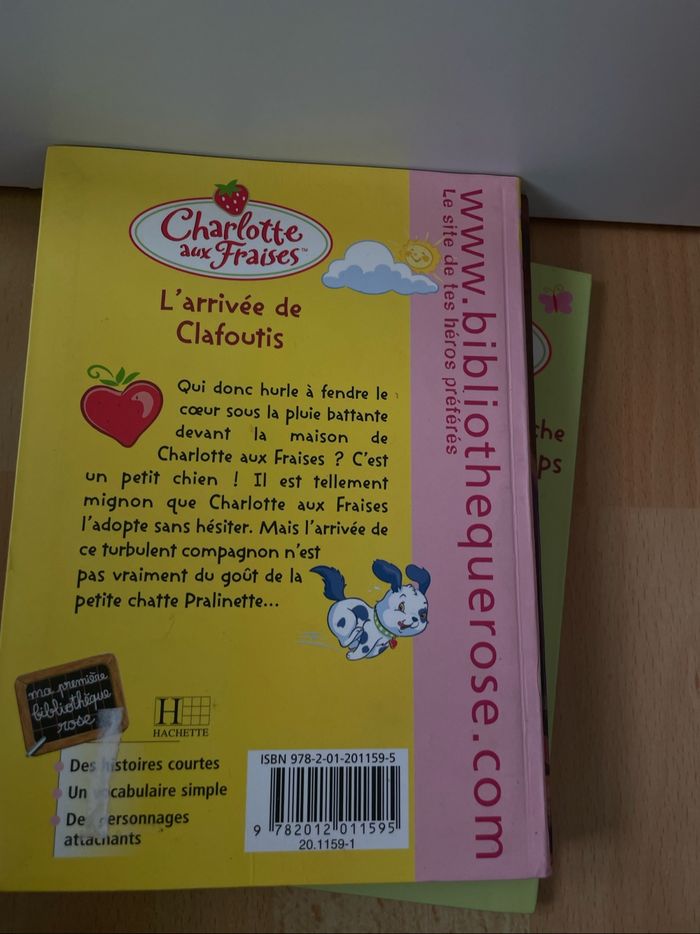 Charlotte
aux Fraises™
L'arrivée de
Clafoutis
Qui donc hurle à fendre le
cœur sous la pluie battante
devant la maison de
Charlotte aux Fraises ? C'est
un petit chien ! Il est tellement
mignon que Charlotte aux Fraises
l'adopte sans hésiter. Mais l'arrivée de
ce turbulent compagnon n'est
pas vraiment du goût de la
petite chatte Pralinette...
ma première
bibliothèque
rose
H
HACHETTE
Des histoires courtes
Un vocabulaire simple
Des personnages
attachants
ISBN 978-2-01-201159-5
9 782012 011595
20.1159-1
www.bibliothequerose.com
Le site de tes héros préférés
che
ps